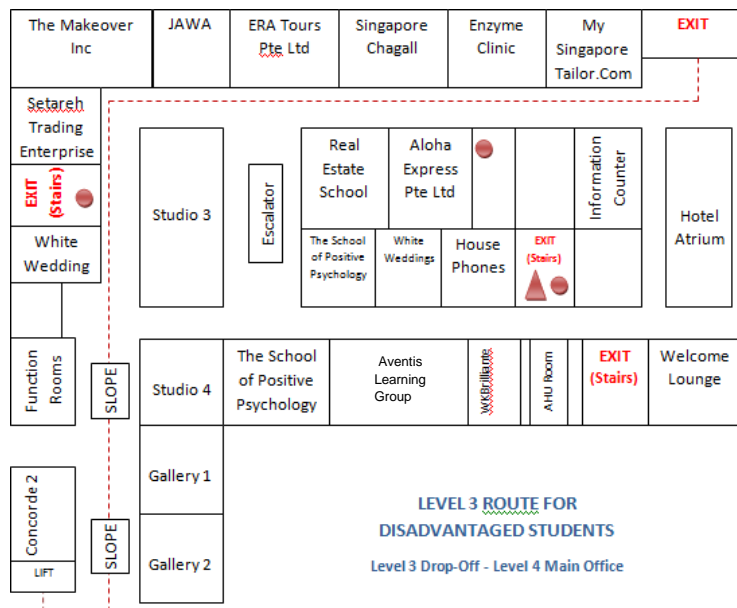 The Makeover
Inc
JAWA
ERA Tours
Pte Ltd
Singapore
Chagall
Enzyme
Clinic
My
Singapore
Tailor.Com
EXIT
Setareh
Trading
Enterprise
EXIT
(Stairs)
White
Wedding
Studio 3
Escalator
Real
Estate
School
Aloha
Express
Pte Ltd
Information
Counter
The School
of Positive
Psychology
White
Weddings
House
Phones
EXIT
(Stairs)
Hotel
Atrium
Function
Rooms
SLOPE
Studio 4
The School
of Positive
Psychology
Aventis
Learning
Group
WkBrilliante
AHU Room
EXIT
(Stairs)
Welcome
Lounge
Gallery 1
Concorde 2
LIFT
SLOPE
Gallery 2
LEVEL 3 ROUTE FOR
DISADVANTAGED STUDENTS
Level 3 Drop-Off - Level 4 Main Office